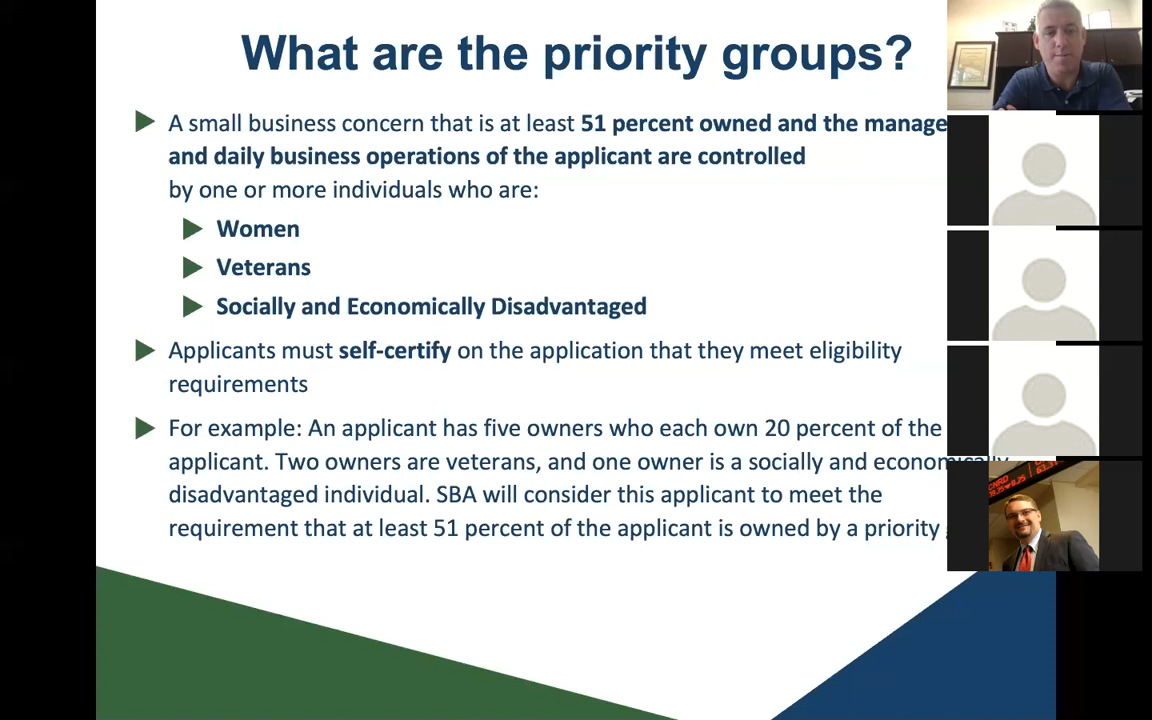 What are the priority groups?
A small business concern that is at least 51 percent owned and the manage
and daily business operations of the applicant are controlled
by one or more individuals who are:
Women
Veterans
Socially and Economically Disadvantaged
Applicants must self-certify on the application that they meet eligibility
requirements
For example: An applicant has five owners who each own 20 percent of the
applicant. Two owners are veterans, and one owner is a socially and economically
disadvantaged individual. SBA will consider this applicant to meet the
requirement that at least 51 percent of the applicant is owned by a priority